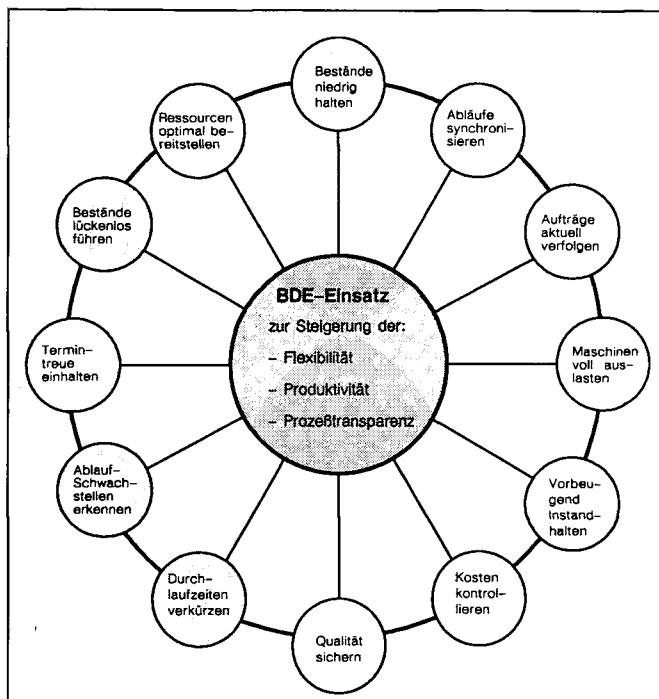 Bestände
niedrig
halten
Abläufe
synchroni-
sieren
Aufträge
aktuell
verfolgen
Maschinen
voll aus-
lasten
Vorbeu-
gend
Instand-
halten
Kosten
kontrol-
lieren
Qualität
sichern
Durch-
laufzeiten
verkürzen
Ablauf-
Schwach-
stellen
erkennen
Termin-
treue
einhalten
Bestände
lückenlos
führen
Ressourcen
optimal be-
reitstellen
BDE-Einsatz
zur Steigerung der:
- Flexibilität
- Produktivität
- Prozeßtransparenz